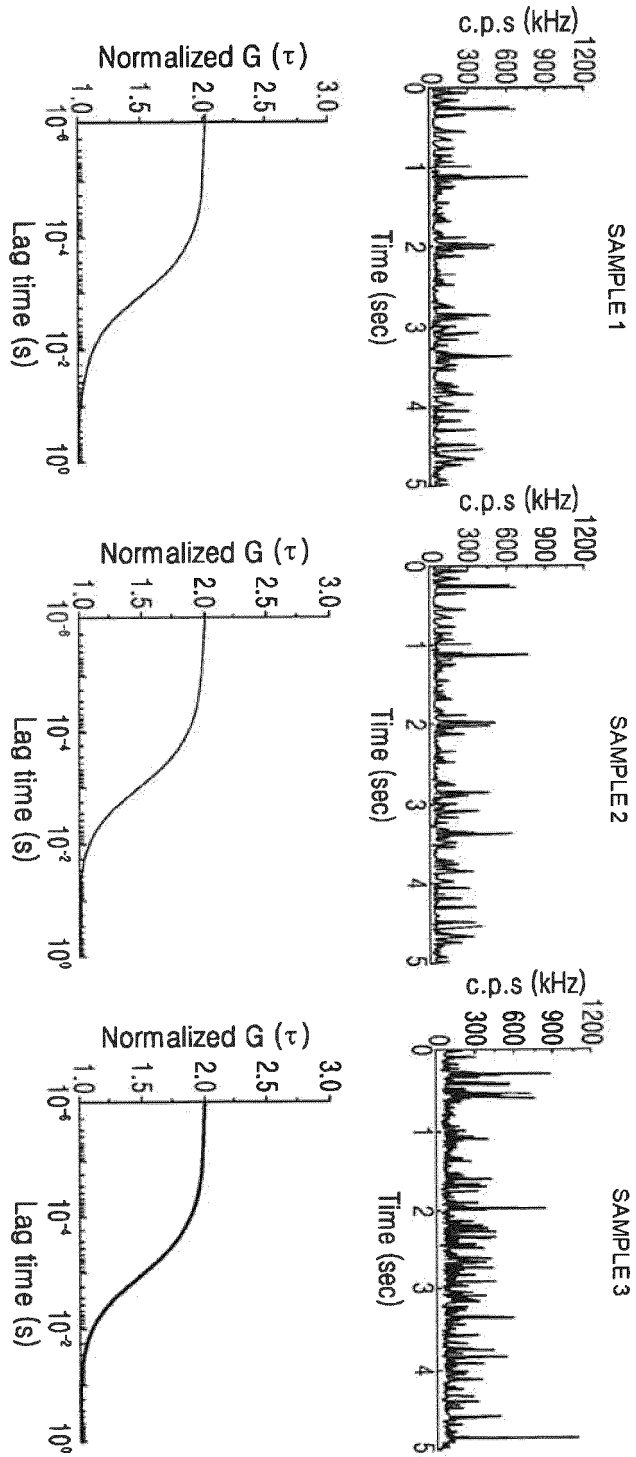 SAMPLE 1
c.p.s (kHz)
1200
900
600
300
0
0 1 2 3 4 5
Time (sec)
Normalized G (τ)
3.0
2.5
2.0
1.5
1.0
10⁻⁶ 10⁻⁴ 10⁻² 10⁰
Lag time (s)
SAMPLE 2
c.p.s (kHz)
1200
900
600
300
0
0 1 2 3 4 5
Time (sec)
Normalized G (τ)
3.0
2.5
2.0
1.5
1.0
10⁻⁶ 10⁻⁴ 10⁻² 10⁰
Lag time (s)
SAMPLE 3
c.p.s (kHz)
1200
900
600
300
0
0 1 2 3 4 5
Time (sec)
Normalized G (τ)
3.0
2.5
2.0
1.5
1.0
10⁻⁶ 10⁻⁴ 10⁻² 10⁰
Lag time (s)